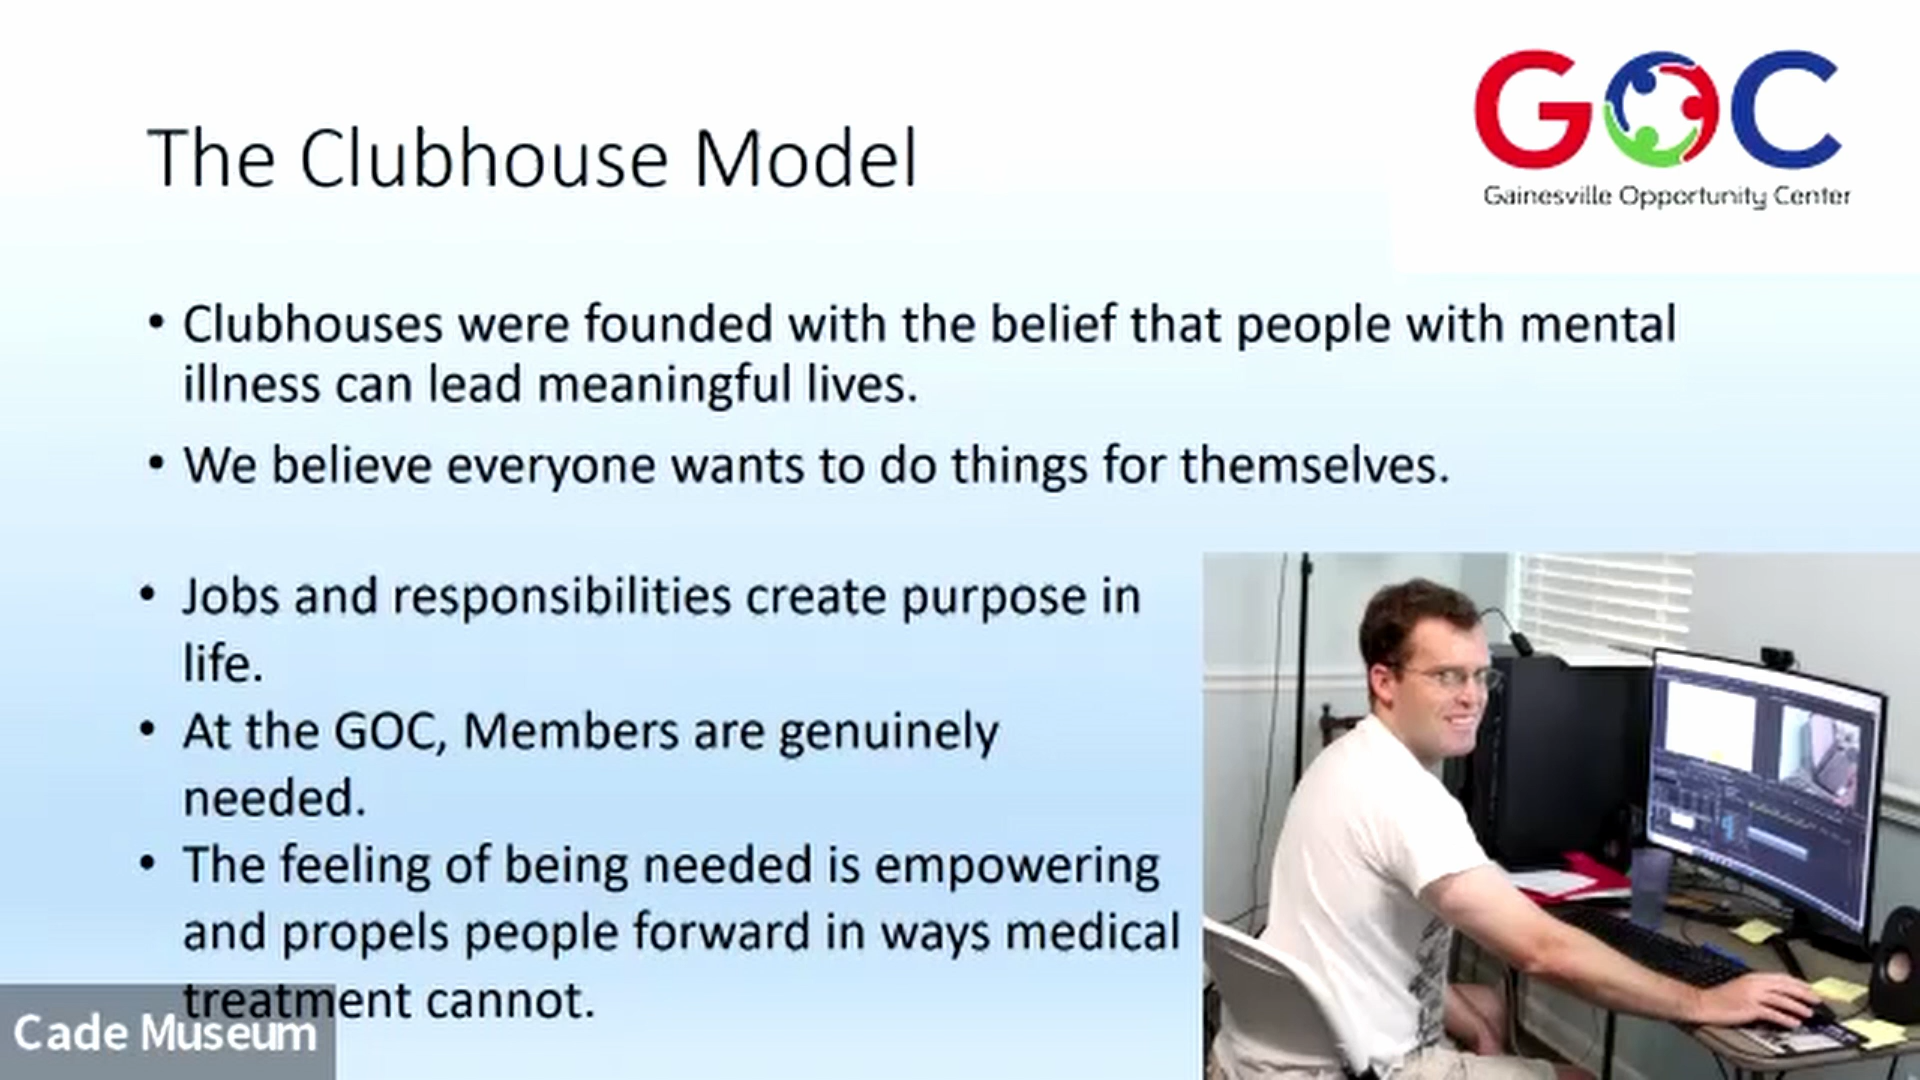 GOC
Gainesville Opportunity Center
The Clubhouse Model
• Clubhouses were founded with the belief that people with mental
illness can lead meaningful lives.
• We believe everyone wants to do things for themselves.
• Jobs and responsibilities create purpose in
life.
• At the GOC, Members are genuinely
needed.
• The feeling of being needed is empowering
and propels people forward in ways medical
treatment cannot.
Cade Museum